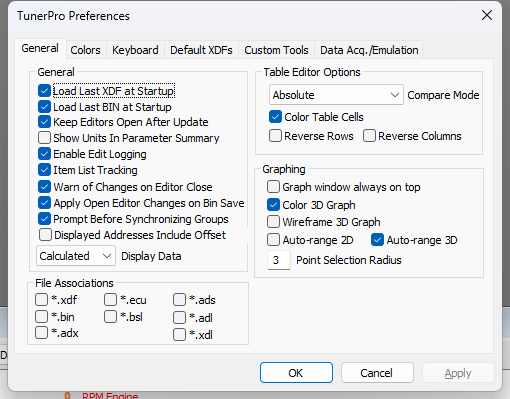 TunerPro Preferences
General
Colors
Keyboard
Default XDFs
Custom Tools
Data Acq./Emulation
General
Load Last XDF at Startup
Load Last BIN at Startup
Keep Editors Open After Update
Show Units In Parameter Summary
Enable Edit Logging
Item List Tracking
Warn of Changes on Editor Close
Apply Open Editor Changes on Bin Save
Prompt Before Synchronizing Groups
Displayed Addresses Include Offset
Calculated Display Data
File Associations
*.xdf *.ecu *.ads
*.bin *.bsl *.adl
*.adx *.xdl
Table Editor Options
Absolute Compare Mode
Color Table Cells
Reverse Rows Reverse Columns
Graphing
Graph window always on top
Color 3D Graph
Wireframe 3D Graph
Auto-range 2D Auto-range 3D
3 Point Selection Radius
OK Cancel Apply
D
0 RPM Engine